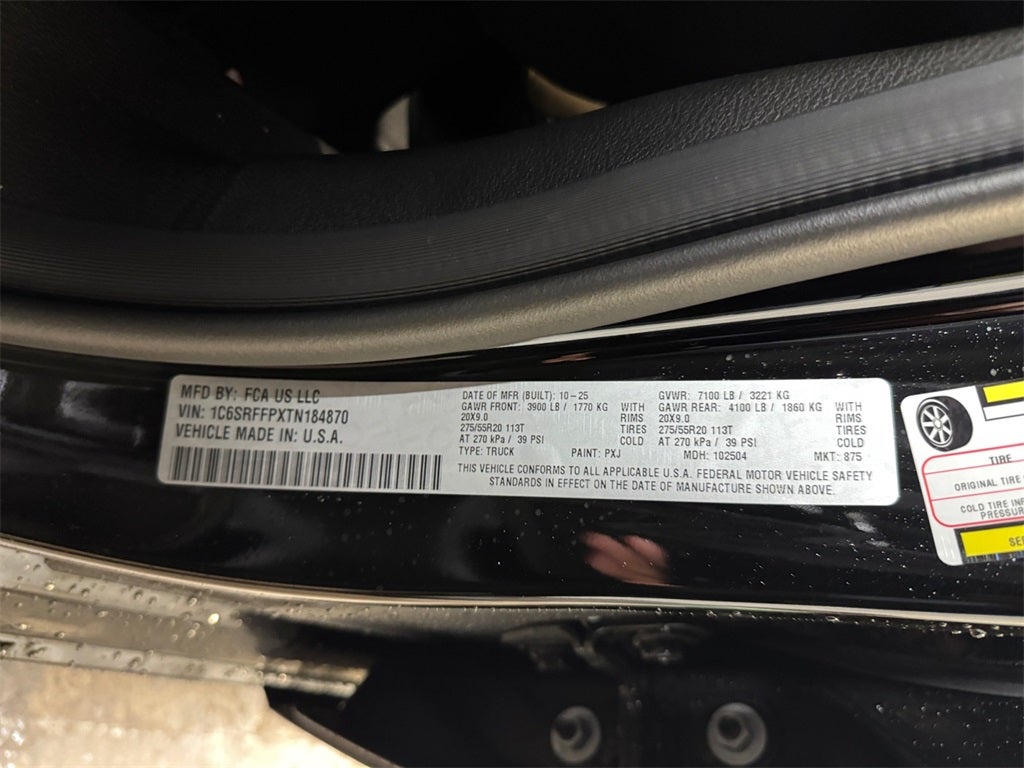 MFD BY: FCA US LLC
VIN: 1C6SRFFPXTN184870
VEHICLE MADE IN: U.S.A.
DATE OF MFR (BUILT): 10-25 GVWR: 7100 LB / 3221 KG
GAWR FRONT: 3900 LB / 1770 KG WITH GAWR REAR: 4100 LB / 1860 KG WITH
20X9.0 RIMS 20X9.0 RIMS
275/55R20 113T TIRES 275/55R20 113T TIRES
AT 270 kPa / 39 PSI COLD AT 270 kPa / 39 PSI COLD
TYPE: TRUCK PAINT: PXJ MDH: 102504 MKT: 875
THIS VEHICLE CONFORMS TO ALL APPLICABLE U.S.A. FEDERAL MOTOR VEHICLE SAFETY
STANDARDS IN EFFECT ON THE DATE OF MANUFACTURE SHOWN ABOVE.
TIRE
ORIGINAL TIRE
COLD TIRE